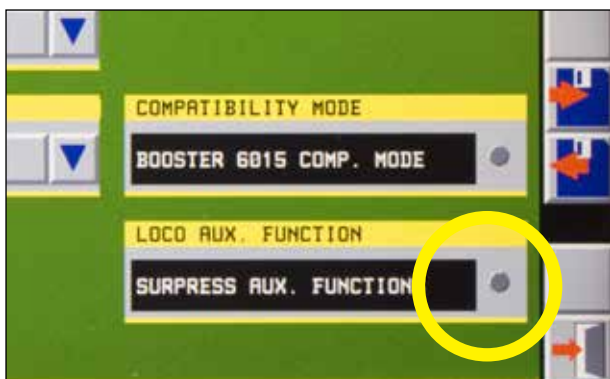 COMPATIBILITY MODE
BOOSTER 6015 COMP. MODE
LOCO AUX. FUNCTION
SURPRESS AUX. FUNCTION